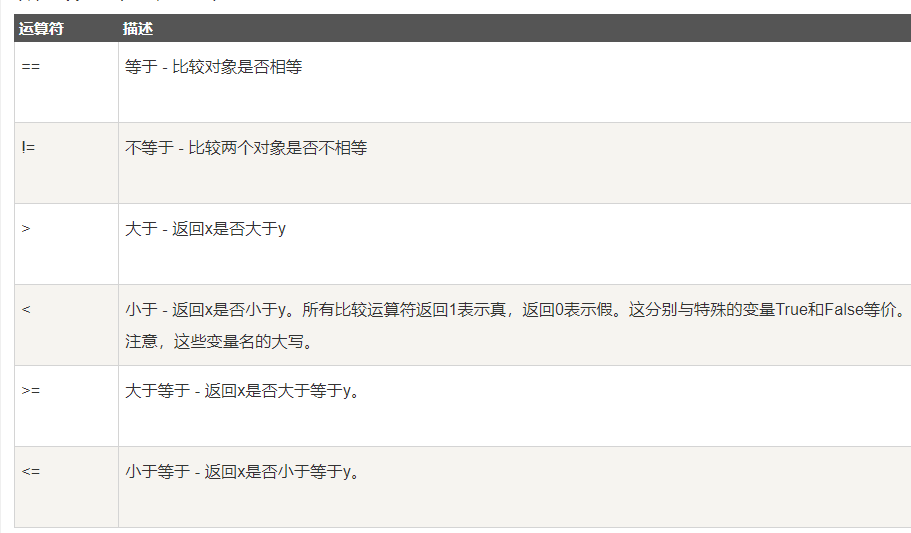 运算符 描述
== 等于 - 比较对象是否相等
!= 不等于 - 比较两个对象是否不相等
> 大于 - 返回x是否大于y
< 小于 - 返回x是否小于y。所有比较运算符返回1表示真，返回0表示假。这分别与特殊的变量True和False等价。
注意，这些变量名的大写。
>= 大于等于 - 返回x是否大于等于y。
<= 小于等于 - 返回x是否小于等于y。